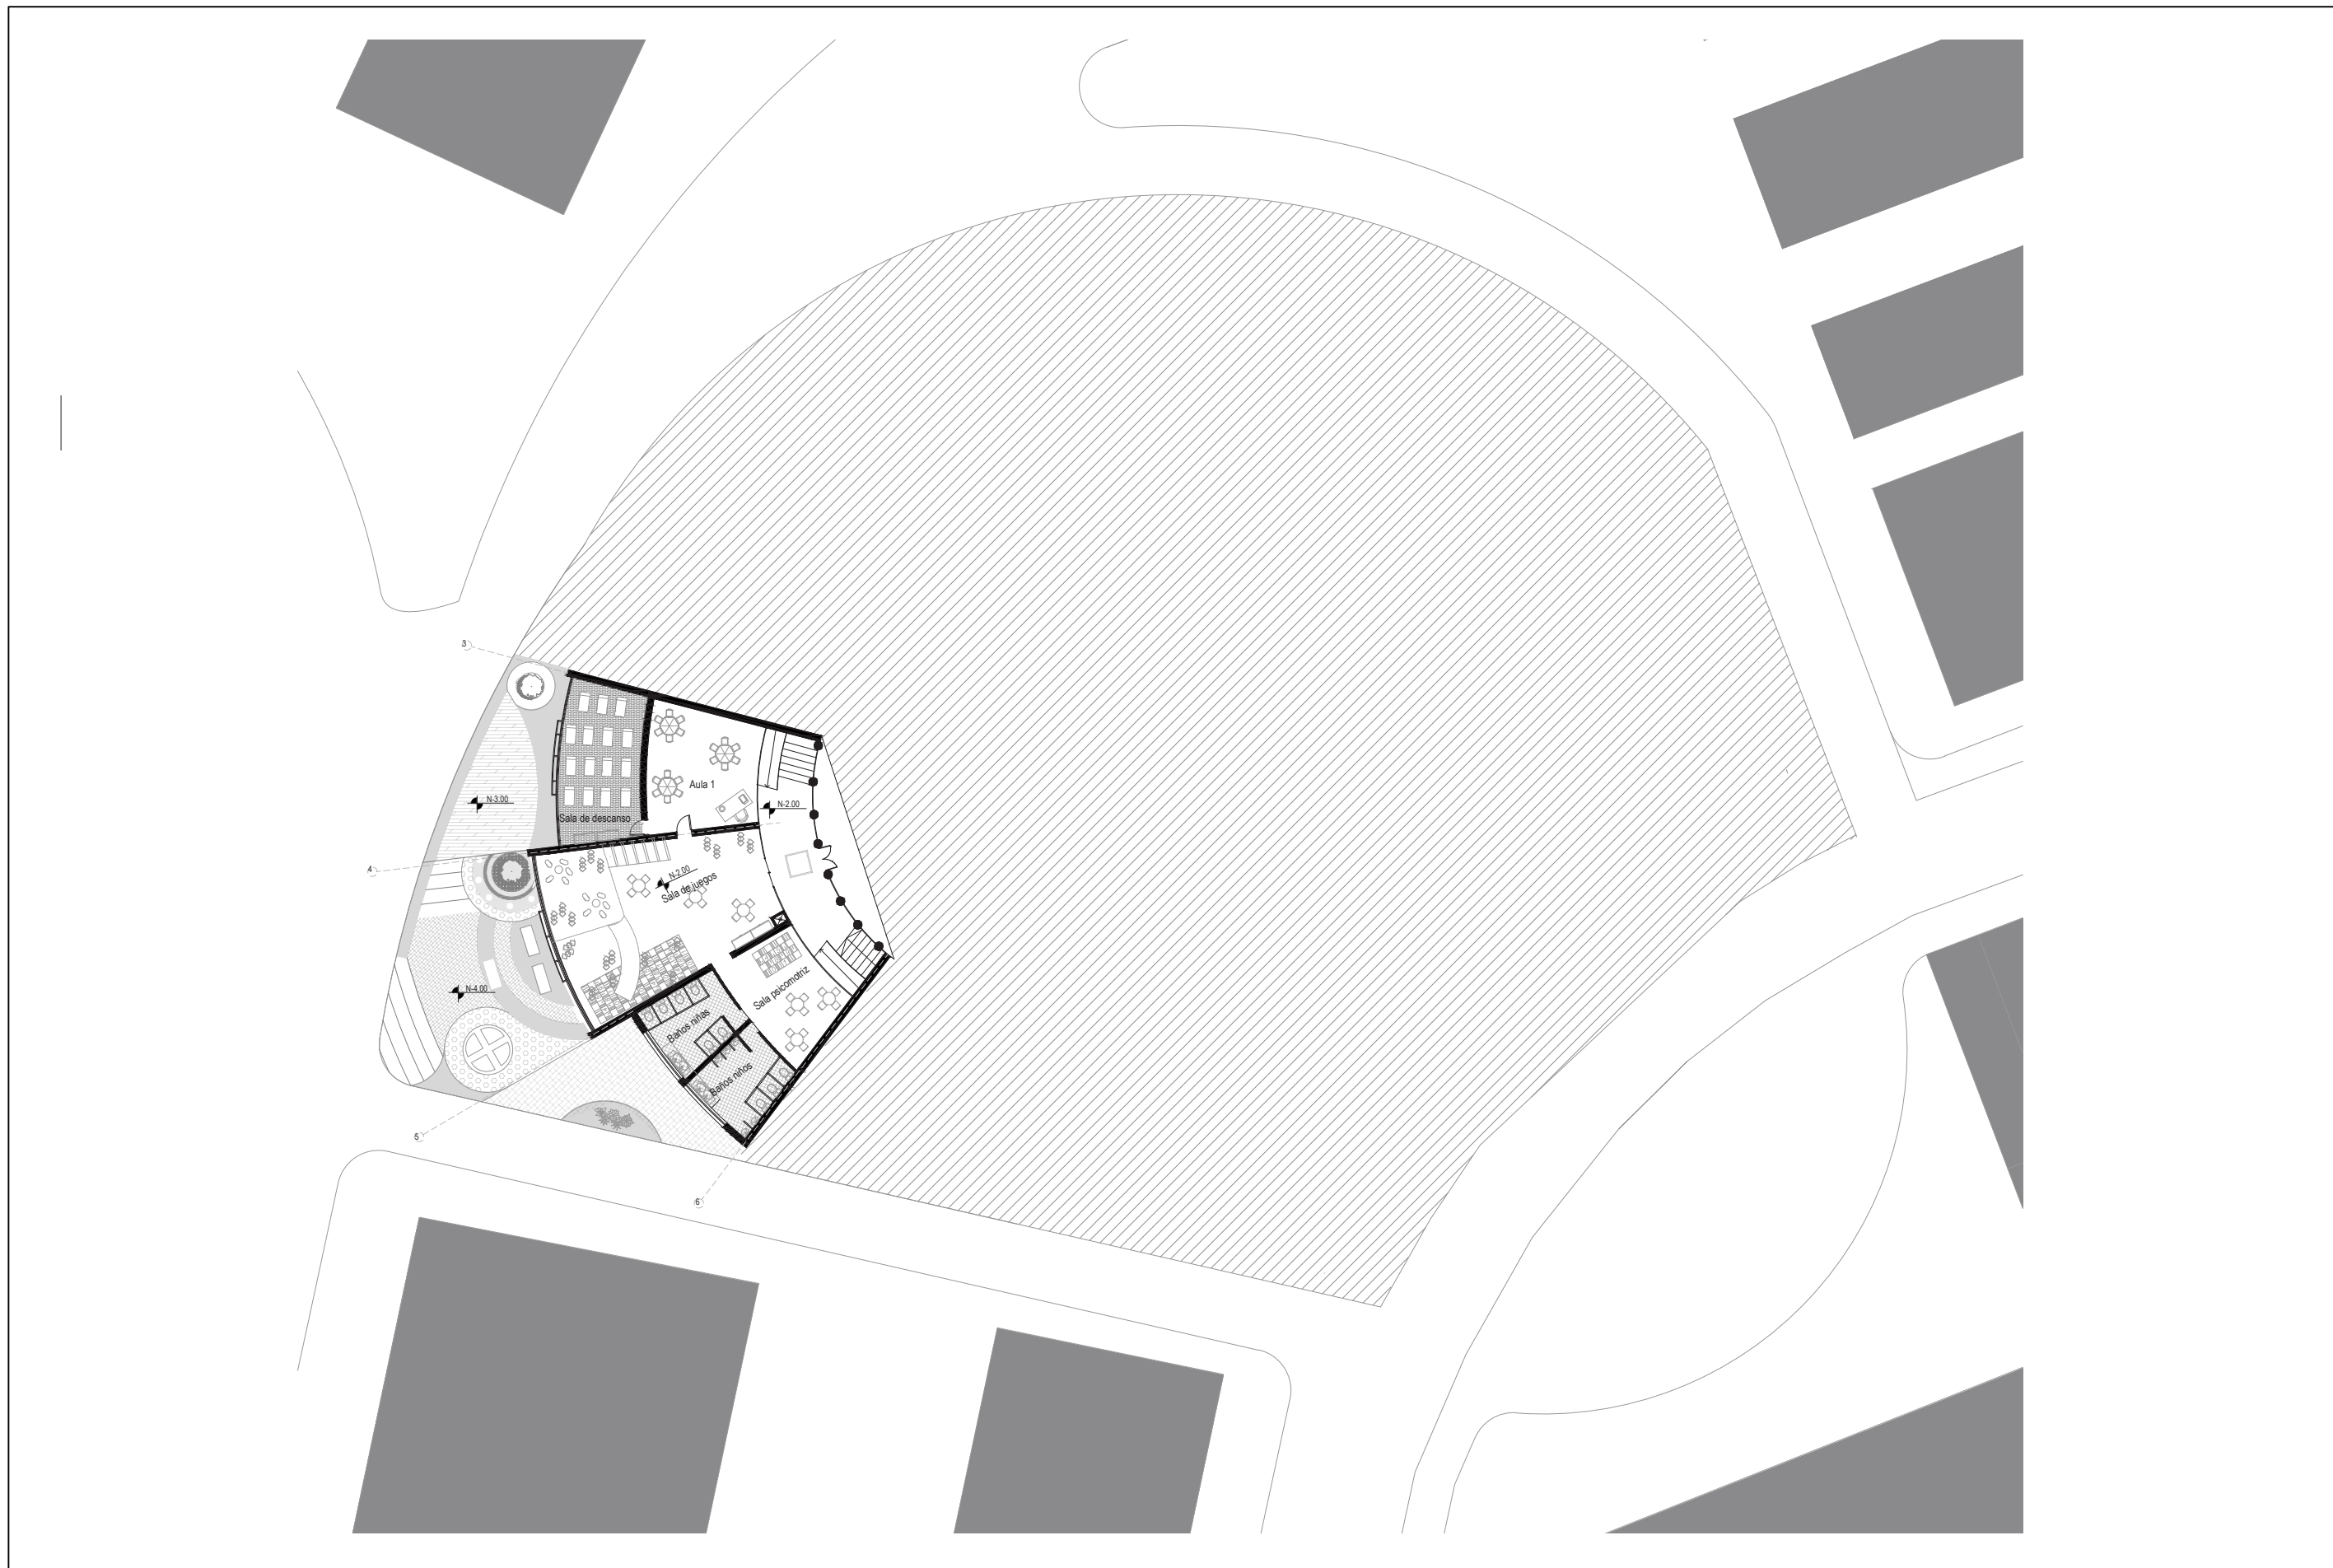 3
Aula 1
N-3.00
N-2.00
Sala de descanso
4
N-2.00
Sala de juegos
Sala psicomotriz
N-4.00
Baños niñas
Baños niños
5
6